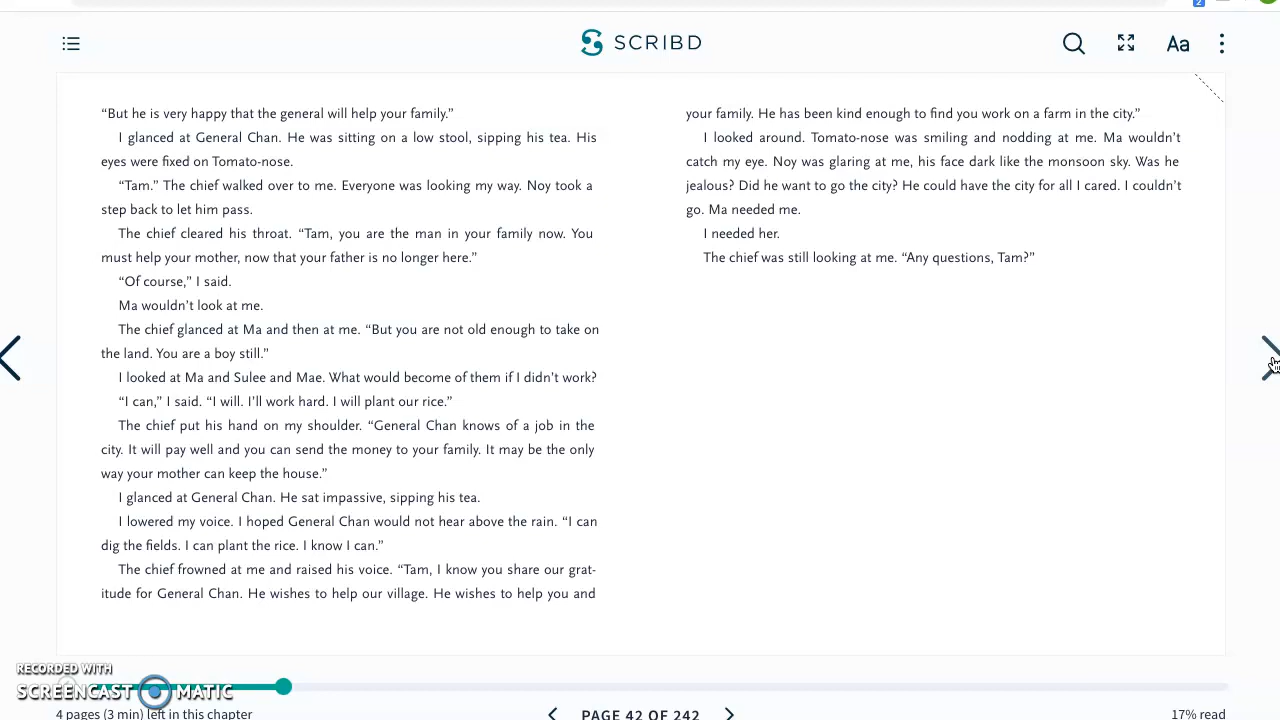 2
SCRIBD
Aa
“But he is very happy that the general will help your family.”
I glanced at General Chan. He was sitting on a low stool, sipping his tea. His
eyes were fixed on Tomato-nose.
“Tam.” The chief walked over to me. Everyone was looking my way. Noy took a
step back to let him pass.
The chief cleared his throat. “Tam, you are the man in your family now. You
must help your mother, now that your father is no longer here.”
“Of course,” I said.
Ma wouldn’t look at me.
The chief glanced at Ma and then at me. “But you are not old enough to take on
the land. You are a boy still.”
I looked at Ma and Sulee and Mae. What would become of them if I didn’t work?
“I can,” I said. “I will. I’ll work hard. I will plant our rice.”
The chief put his hand on my shoulder. “General Chan knows of a job in the
city. It will pay well and you can send the money to your family. It may be the only
way your mother can keep the house.”
I glanced at General Chan. He sat impassive, sipping his tea.
I lowered my voice. I hoped General Chan would not hear above the rain. “I can
dig the fields. I can plant the rice. I know I can.”
The chief frowned at me and raised his voice. “Tam, I know you share our grat-
itude for General Chan. He wishes to help our village. He wishes to help you and
your family. He has been kind enough to find you work on a farm in the city.”
I looked around. Tomato-nose was smiling and nodding at me. Ma wouldn’t
catch my eye. Noy was glaring at me, his face dark like the monsoon sky. Was he
jealous? Did he want to go the city? He could have the city for all I cared. I couldn’t
go. Ma needed me.
I needed her.
The chief was still looking at me. “Any questions, Tam?”
RECORDED WITH
SCREENCAST MATIC
4 pages (3 min) left in this chapter
PAGE 42 OF 242
17% read